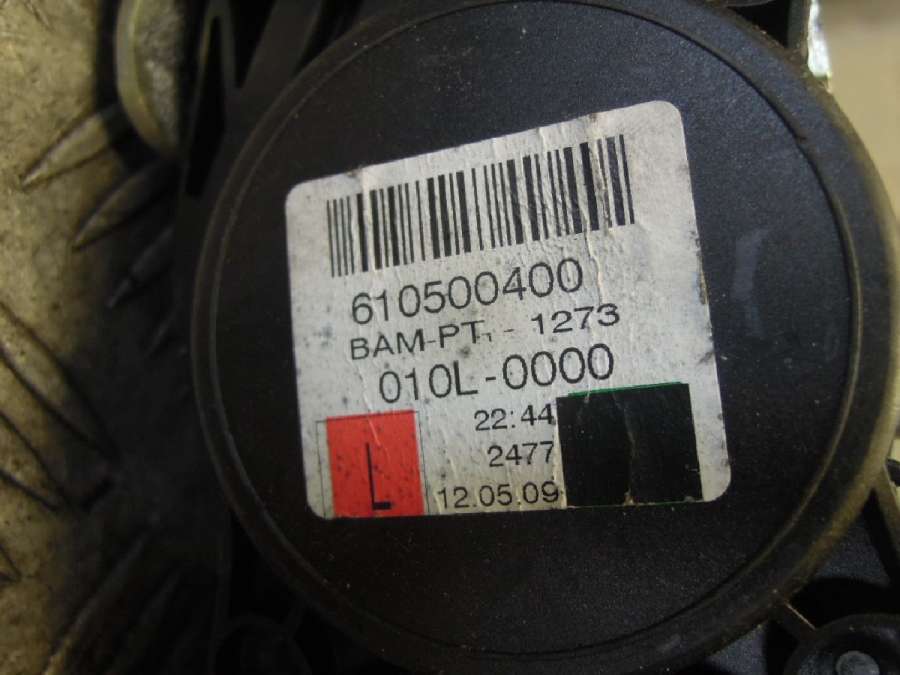 610500400
BAM-PT, - 1273
010L-0000
22:44
2477
L
12.05.09